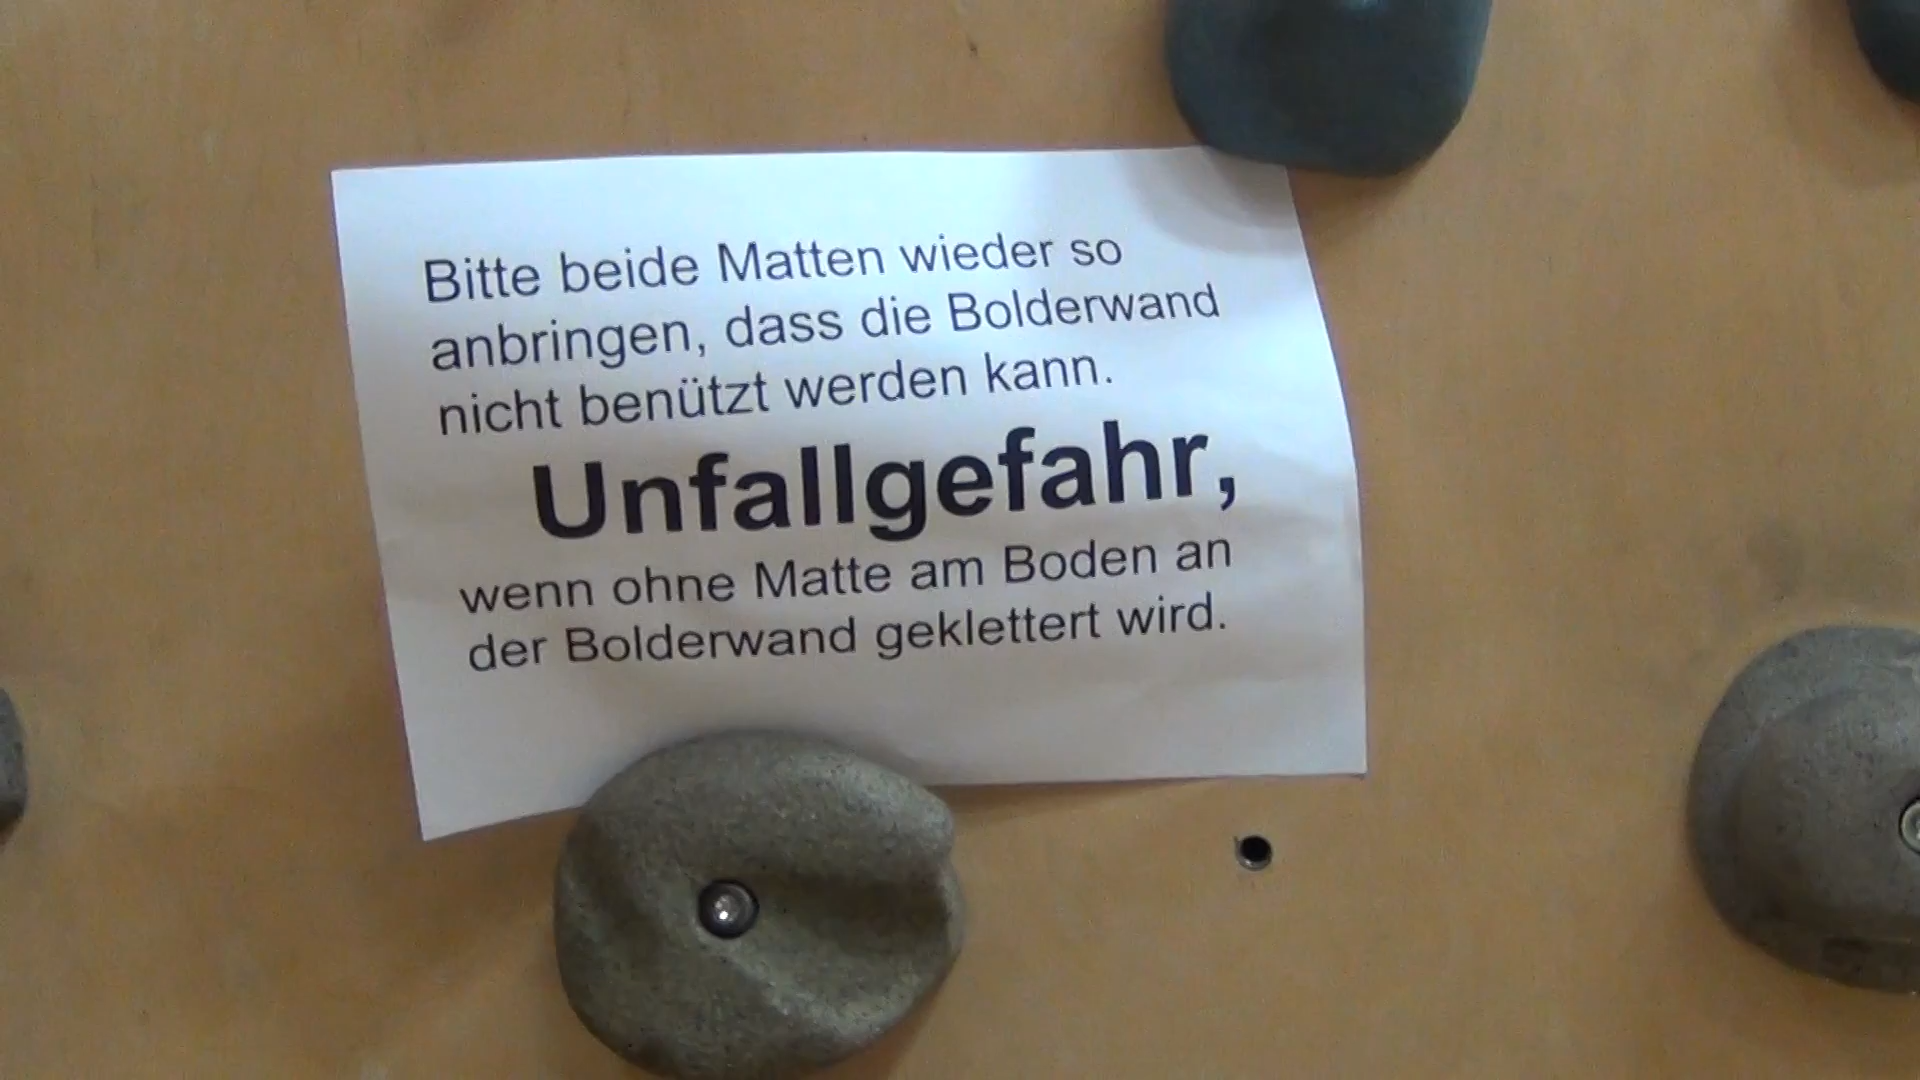 Bitte beide Matten wieder so
anbringen, dass die Bolderwand
nicht benützt werden kann.
Unfallgefahr,
wenn ohne Matte am Boden an
der Bolderwand geklettert wird.